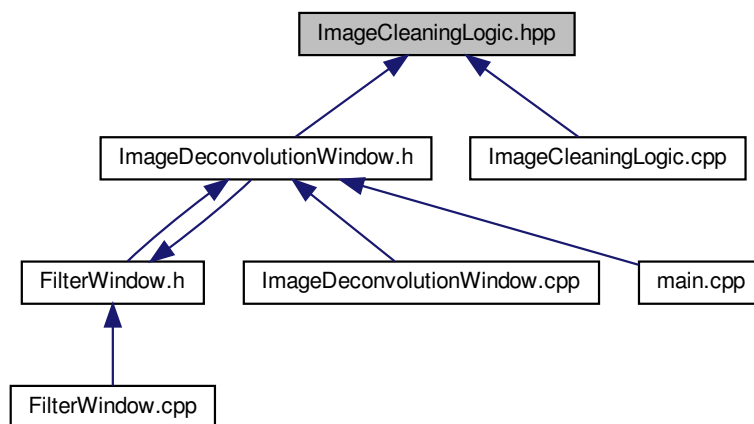 ImageCleaningLogic.hpp
ImageDeconvolutionWindow.h
ImageCleaningLogic.cpp
FilterWindow.h
ImageDeconvolutionWindow.cpp
main.cpp
FilterWindow.cpp